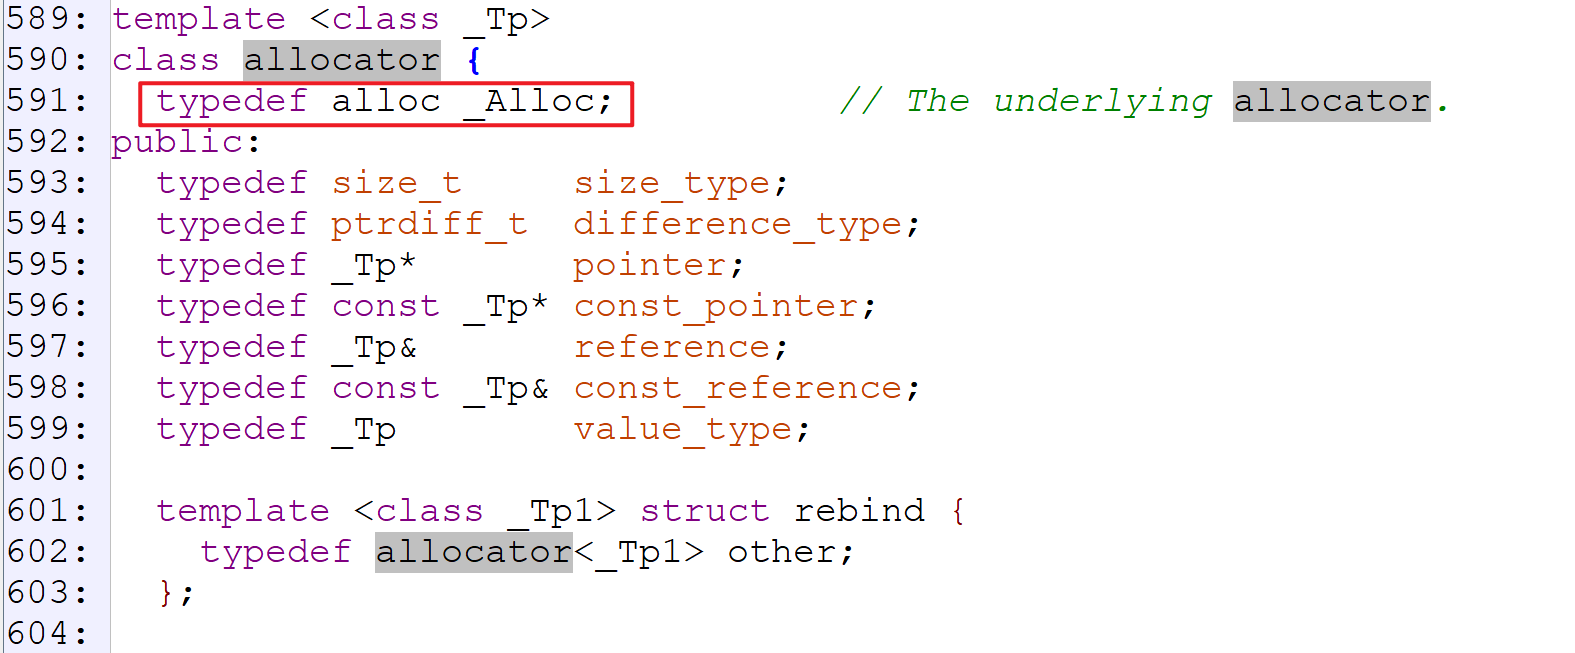 589: template <class _Tp>
590: class allocator {
591:   typedef alloc _Alloc;          // The underlying allocator.
592: public:
593:   typedef size_t     size_type;
594:   typedef ptrdiff_t  difference_type;
595:   typedef _Tp*       pointer;
596:   typedef const _Tp* const_pointer;
597:   typedef _Tp&       reference;
598:   typedef const _Tp& const_reference;
599:   typedef _Tp        value_type;
600:
601:   template <class _Tp1> struct rebind {
602:     typedef allocator<_Tp1> other;
603:   };
604: